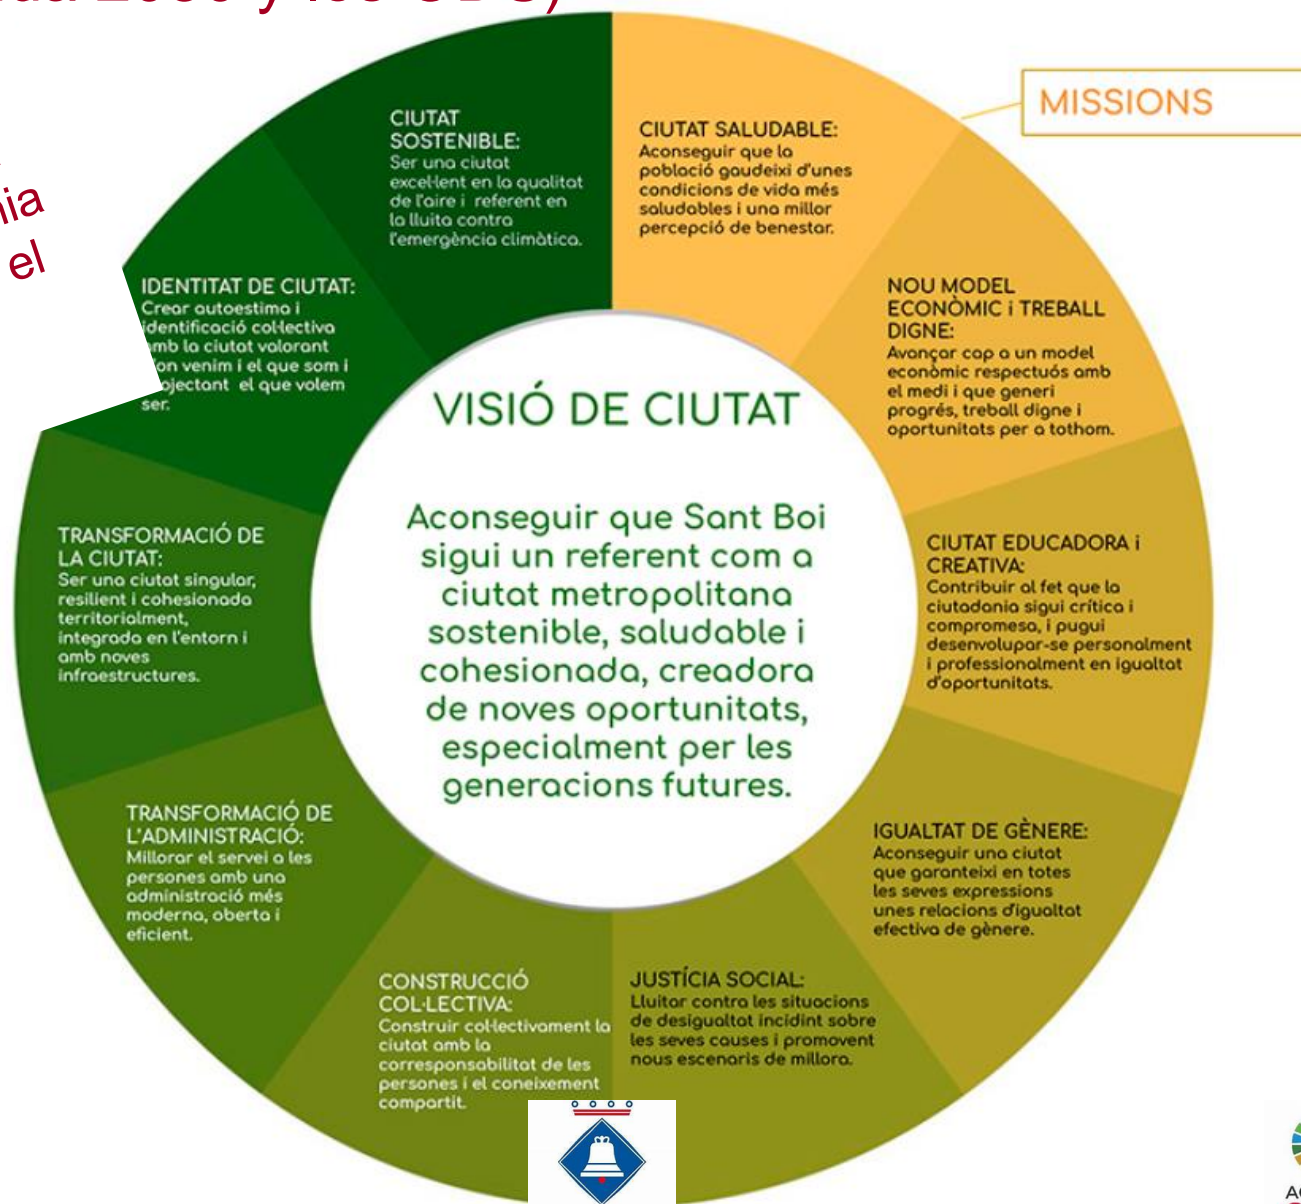 2030 y los ODS)
nia
el
MISSIONS
CIUTAT
SOSTENIBLE:
Ser una ciutat
excel·lent en la qualitat
de l'aire i referent en
la lluita contra
l'emergència climàtica.
CIUTAT SALUDABLE:
Aconseguir que la
població gaudeixi d'unes
condicions de vida més
saludables i una millor
percepció de benestar.
NOU MODEL
ECONÒMIC i TREBALL
DIGNE:
Avançar cap a un model
econòmic respectuós amb
el medi i que generi
progrés, treball digne i
oportunitats per a tothom.
CIUTAT EDUCADORA i
CREATIVA:
Contribuir al fet que la
ciutadania sigui crítica i
compromesa, i pugui
desenvolupar-se personalment
i professionalment en igualtat
d'oportunitats.
IGUALTAT DE GÈNERE:
Aconseguir una ciutat
que garanteixi en totes
les seves expressions
unes relacions d'igualtat
efectiva de gènere.
JUSTÍCIA SOCIAL:
Lluitar contra les situacions
de desigualtat incidint sobre
les seves causes i promovent
nous escenaris de millora.
CONSTRUCCIÓ
COL·LECTIVA:
Construir col·lectivament la
ciutat amb la
corresponsabilitat de les
persones i el coneixement
compartit.
TRANSFORMACIÓ DE
L'ADMINISTRACIÓ:
Millorar el servei a les
persones amb una
administració més
moderna, oberta i
eficient.
TRANSFORMACIÓ DE
LA CIUTAT:
Ser una ciutat singular,
resilient i cohesionada
territorialment,
integrada en l'entorn i
amb noves
infraestructures.
IDENTITAT DE CIUTAT:
Crear autoestima i
identificació col·lectiva
amb la ciutat valorant
d'on venim i el que som i
projectant el que volem
ser.
VISIÓ DE CIUTAT
Aconseguir que Sant Boi
sigui un referent com a
ciutat metropolitana
sostenible, saludable i
cohesionada, creadora
de noves oportunitats,
especialment per les
generacions futures.